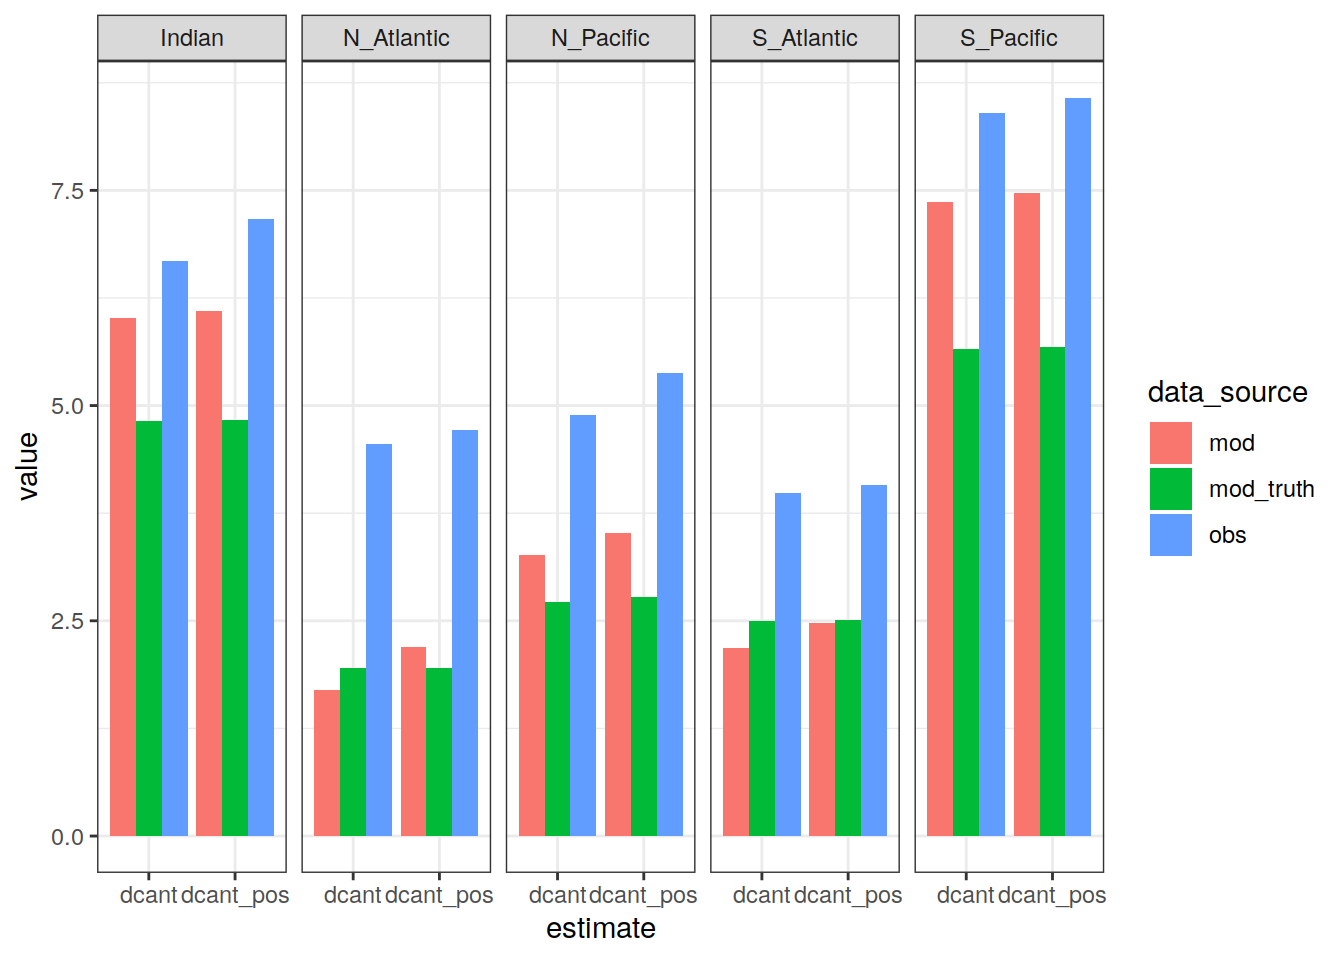 Indian N_Atlantic N_Pacific S_Atlantic S_Pacific
7.5
5.0
2.5
0.0
value
dcant dcant_pos dcant dcant_pos dcant dcant_pos dcant dcant_pos dcant dcant_pos
estimate
data_source
mod
mod_truth
obs